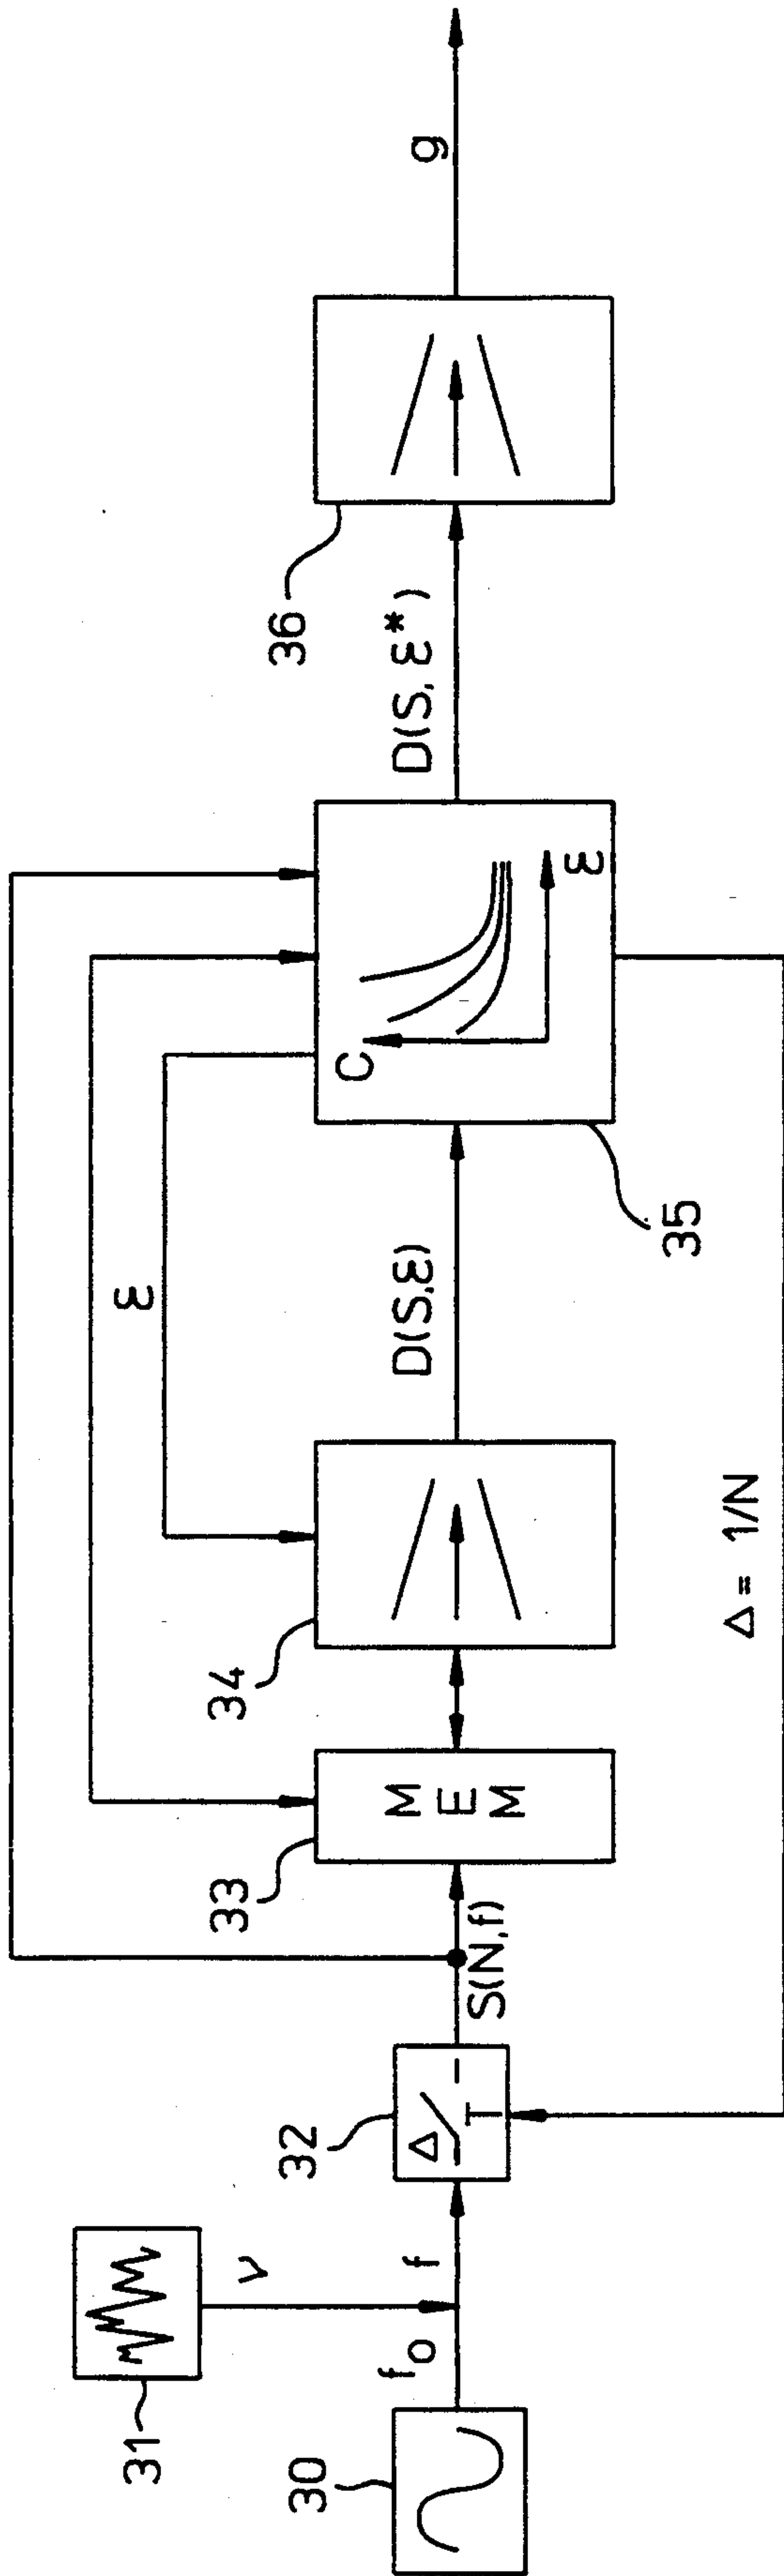 30
f₀
31
ν
f
32
Δ
T
S(N,f)
33
MEM
34
ε
D(S,ε)
35
C
ε
D(S,ε*)
36
g
Δ = 1/N